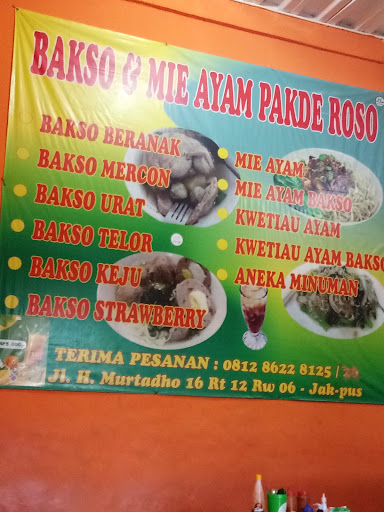 BAKSO & MIE AYAM PAKDE ROSO
BAKSO BERANAK
BAKSO MERCON
BAKSO URAT
BAKSO TELOR
BAKSO KEJU
BAKSO STRAWBERRY
MIE AYAM
MIE AYAM BAKSO
KWETIAU AYAM
KWETIAU AYAM BAKSO
ANEKA MINUMAN
TERIMA PESANAN : 0812 8622 8125 /
Jl. H. Murtadho 16 Rt 12 Rw 06 - Jak-pus